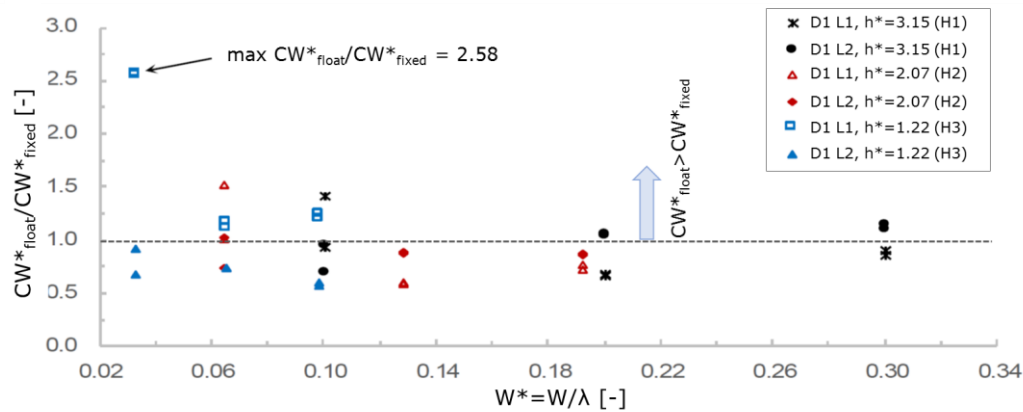 3.0
2.5
2.0
1.5
1.0
0.5
0.0
CW*float/CW*fixed [-]
max CW*float/CW*fixed = 2.58
CW*float>CW*fixed
D1 L1, h*=3.15 (H1)
D1 L2, h*=3.15 (H1)
D1 L1, h*=2.07 (H2)
D1 L2, h*=2.07 (H2)
D1 L1, h*=1.22 (H3)
D1 L2, h*=1.22 (H3)
0.02 0.06 0.10 0.14 0.18 0.22 0.26 0.30 0.34
W*=W/λ [-]